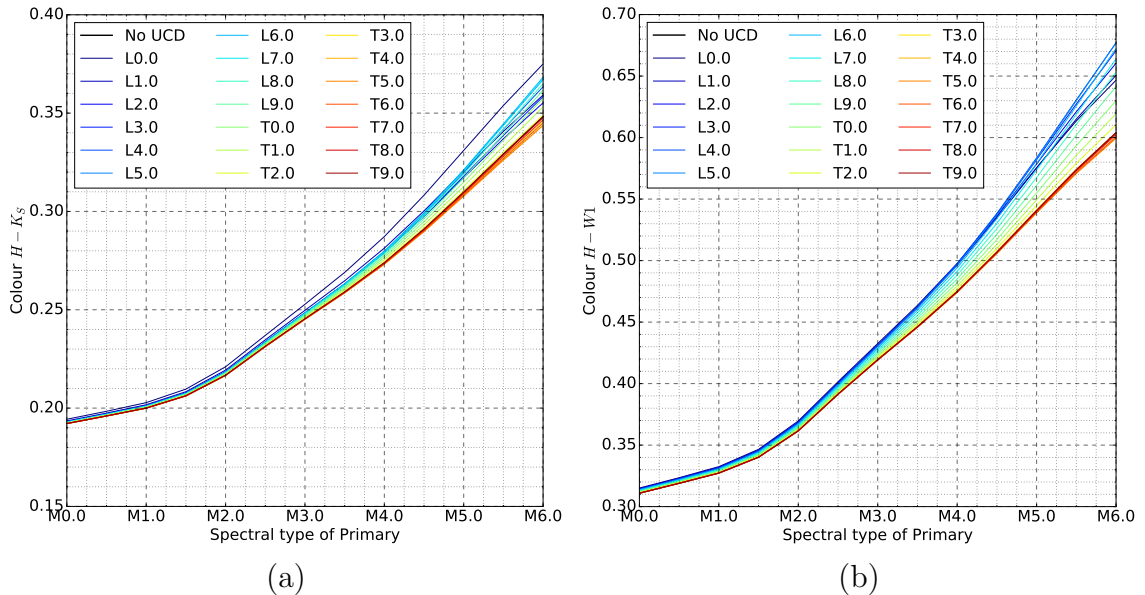 0.40
0.35
0.30
0.25
0.20
0.15
Colour H − K_S
No UCD L6.0 T3.0
L0.0 L7.0 T4.0
L1.0 L8.0 T5.0
L2.0 L9.0 T6.0
L3.0 T0.0 T7.0
L4.0 T1.0 T8.0
L5.0 T2.0 T9.0
M0.0 M1.0 M2.0 M3.0 M4.0 M5.0 M6.0
Spectral type of Primary
(a)
0.70
0.65
0.60
0.55
0.50
0.45
0.40
0.35
0.30
Colour H − W1
No UCD L6.0 T3.0
L0.0 L7.0 T4.0
L1.0 L8.0 T5.0
L2.0 L9.0 T6.0
L3.0 T0.0 T7.0
L4.0 T1.0 T8.0
L5.0 T2.0 T9.0
M0.0 M1.0 M2.0 M3.0 M4.0 M5.0 M6.0
Spectral type of Primary
(b)